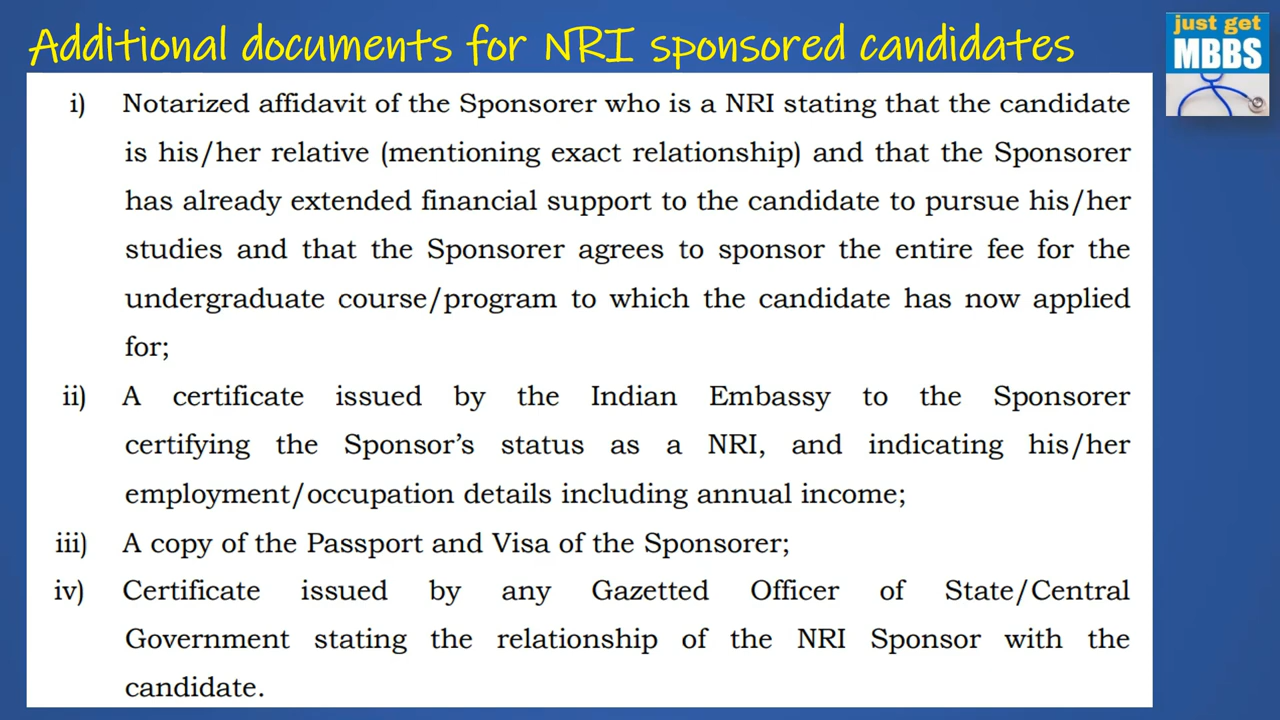 Additional documents for NRI sponsored candidates
just get
MBBS
i) Notarized affidavit of the Sponsorer who is a NRI stating that the candidate
is his/her relative (mentioning exact relationship) and that the Sponsorer
has already extended financial support to the candidate to pursue his/her
studies and that the Sponsorer agrees to sponsor the entire fee for the
undergraduate course/program to which the candidate has now applied
for;
ii) A certificate issued by the Indian Embassy to the Sponsorer
certifying the Sponsor’s status as a NRI, and indicating his/her
employment/occupation details including annual income;
iii) A copy of the Passport and Visa of the Sponsorer;
iv) Certificate issued by any Gazetted Officer of State/Central
Government stating the relationship of the NRI Sponsor with the
candidate.